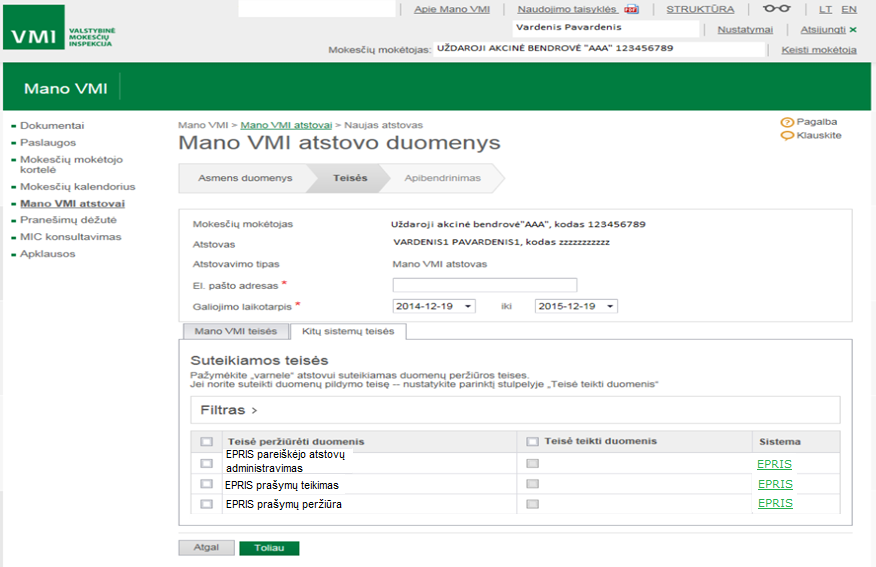 Apie Mano VMI | Naudojimo taisyklės | STRUKTŪRA | LT EN
VMI VALSTYBINĖ
MOKESČIŲ
INSPEKCIJA
Vardenis Pavardenis | Nustatymai | Atsijungti ×
Mokesčių mokėtojas: UŽDAROJI AKCINĖ BENDROVĖ "AAA" 123456789 | Keisti mokėtoją
Mano VMI
Dokumentai
Paslaugos
Mokesčių mokėtojo
kortelė
Mokesčių kalendorius
Mano VMI atstovai
Pranešimų dėžutė
MIC konsultavimas
Apklausos
Mano VMI > Mano VMI atstovai > Naujas atstovas
Pagalba
Klauskite
Mano VMI atstovo duomenys
Asmens duomenys Teisės Apibendrinimas
Mokesčių mokėtojas Uždaroji akcinė bendrovė"AAA", kodas 123456789
Atstovas VARDENIS1 PAVARDENIS1, kodas zzzzzzzzzzz
Atstovavimo tipas Mano VMI atstovas
El. pašto adresas *
Galiojimo laikotarpis * 2014-12-19 iki 2015-12-19
Mano VMI teisės Kitų sistemų teisės
Suteikiamos teisės
Pažymėkite „varnele" atstovui suteikiamas duomenų peržiūros teises.
Jei norite suteikti duomenų pildymo teisę -- nustatykite parinktį stulpelyje „Teisė teikti duomenis"
Filtras >
Teisė peržiūrėti duomenis Teisė teikti duomenis Sistema
EPRIS pareiškėjo atstovų
administravimas EPRIS
EPRIS prašymų teikimas EPRIS
EPRIS prašymų peržiūra EPRIS
Atgal Toliau